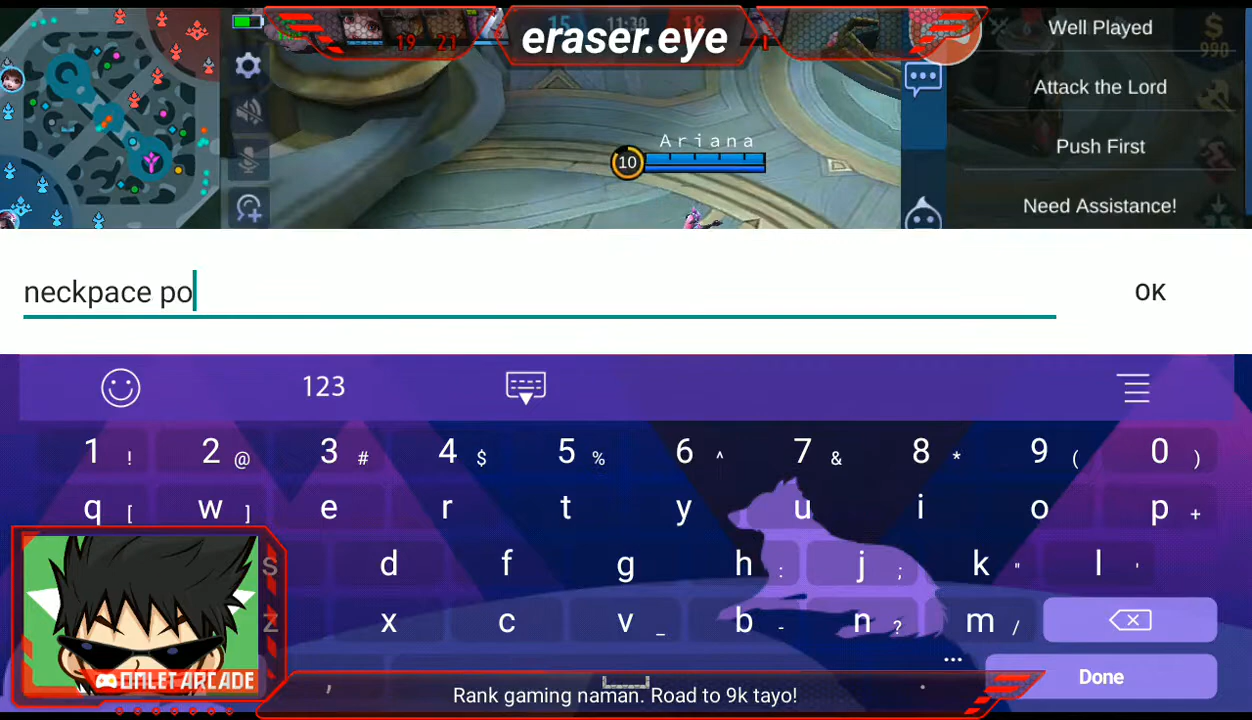 15 11:30 18
19 21
eraser.eye
Well Played
990
Attack the Lord
Ariana
Push First
10
Need Assistance!
neckpace po
OK
123
1 ! 2 @ 3 # 4 $ 5 % 6 ^ 7 & 8 * 9 ( 0 )
q [ w ] e r t y u i o p +
s d f g h : j ; k " l '
z x c v _ b - n ? m /
... Done
OMLET ARCADE
Rank gaming naman. Road to 9k tayo!